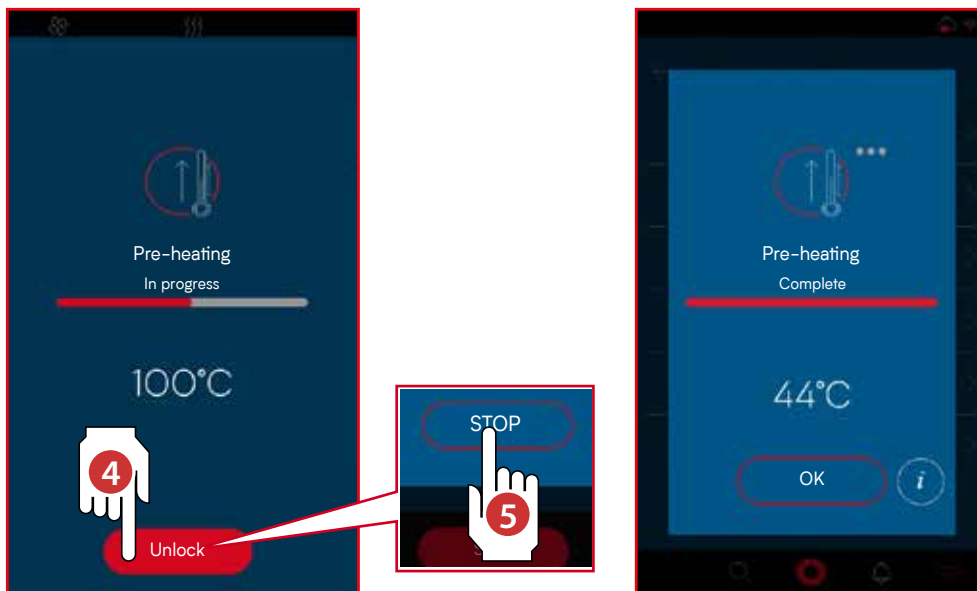 Pre-heating
In progress
100°C
4
Unlock
STOP
5
Pre-heating
Complete
44°C
OK
i